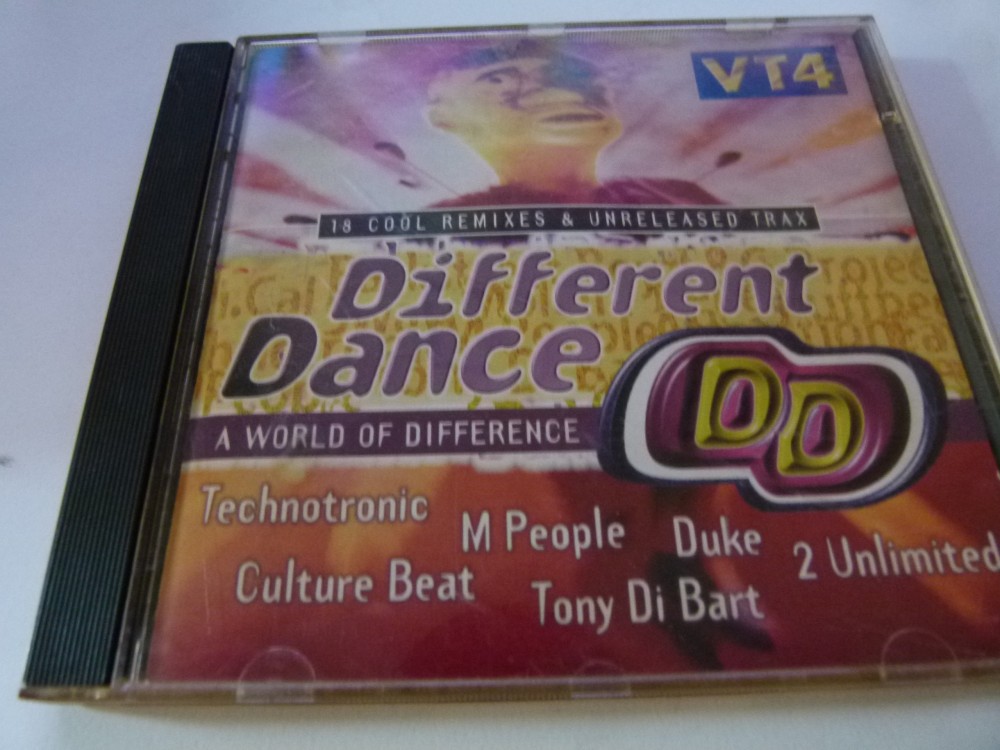 VT4
18 COOL REMIXES & UNRELEASED TRAX
Different
Dance
DD
A WORLD OF DIFFERENCE
Technotronic
M People
Duke
2 Unlimited
Culture Beat
Tony Di Bart